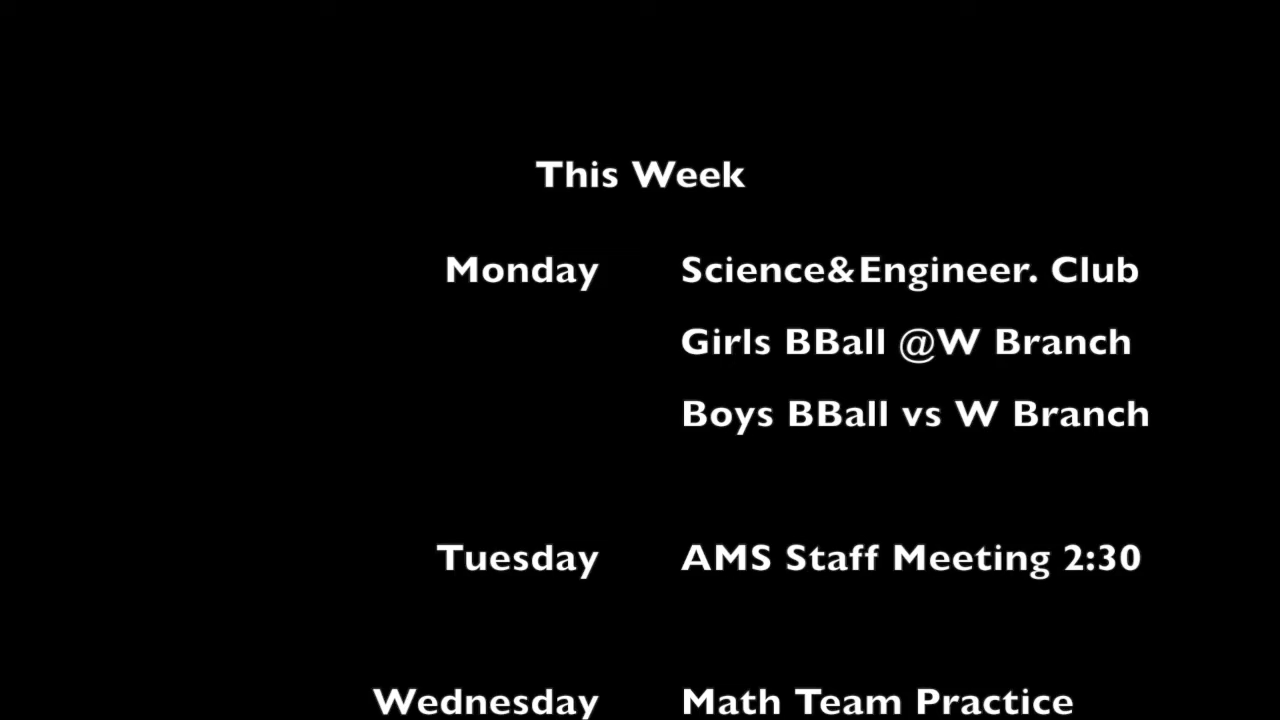 This Week
Monday Science&Engineer. Club
Girls BBall @W Branch
Boys BBall vs W Branch
Tuesday AMS Staff Meeting 2:30
Wednesday Math Team Practice